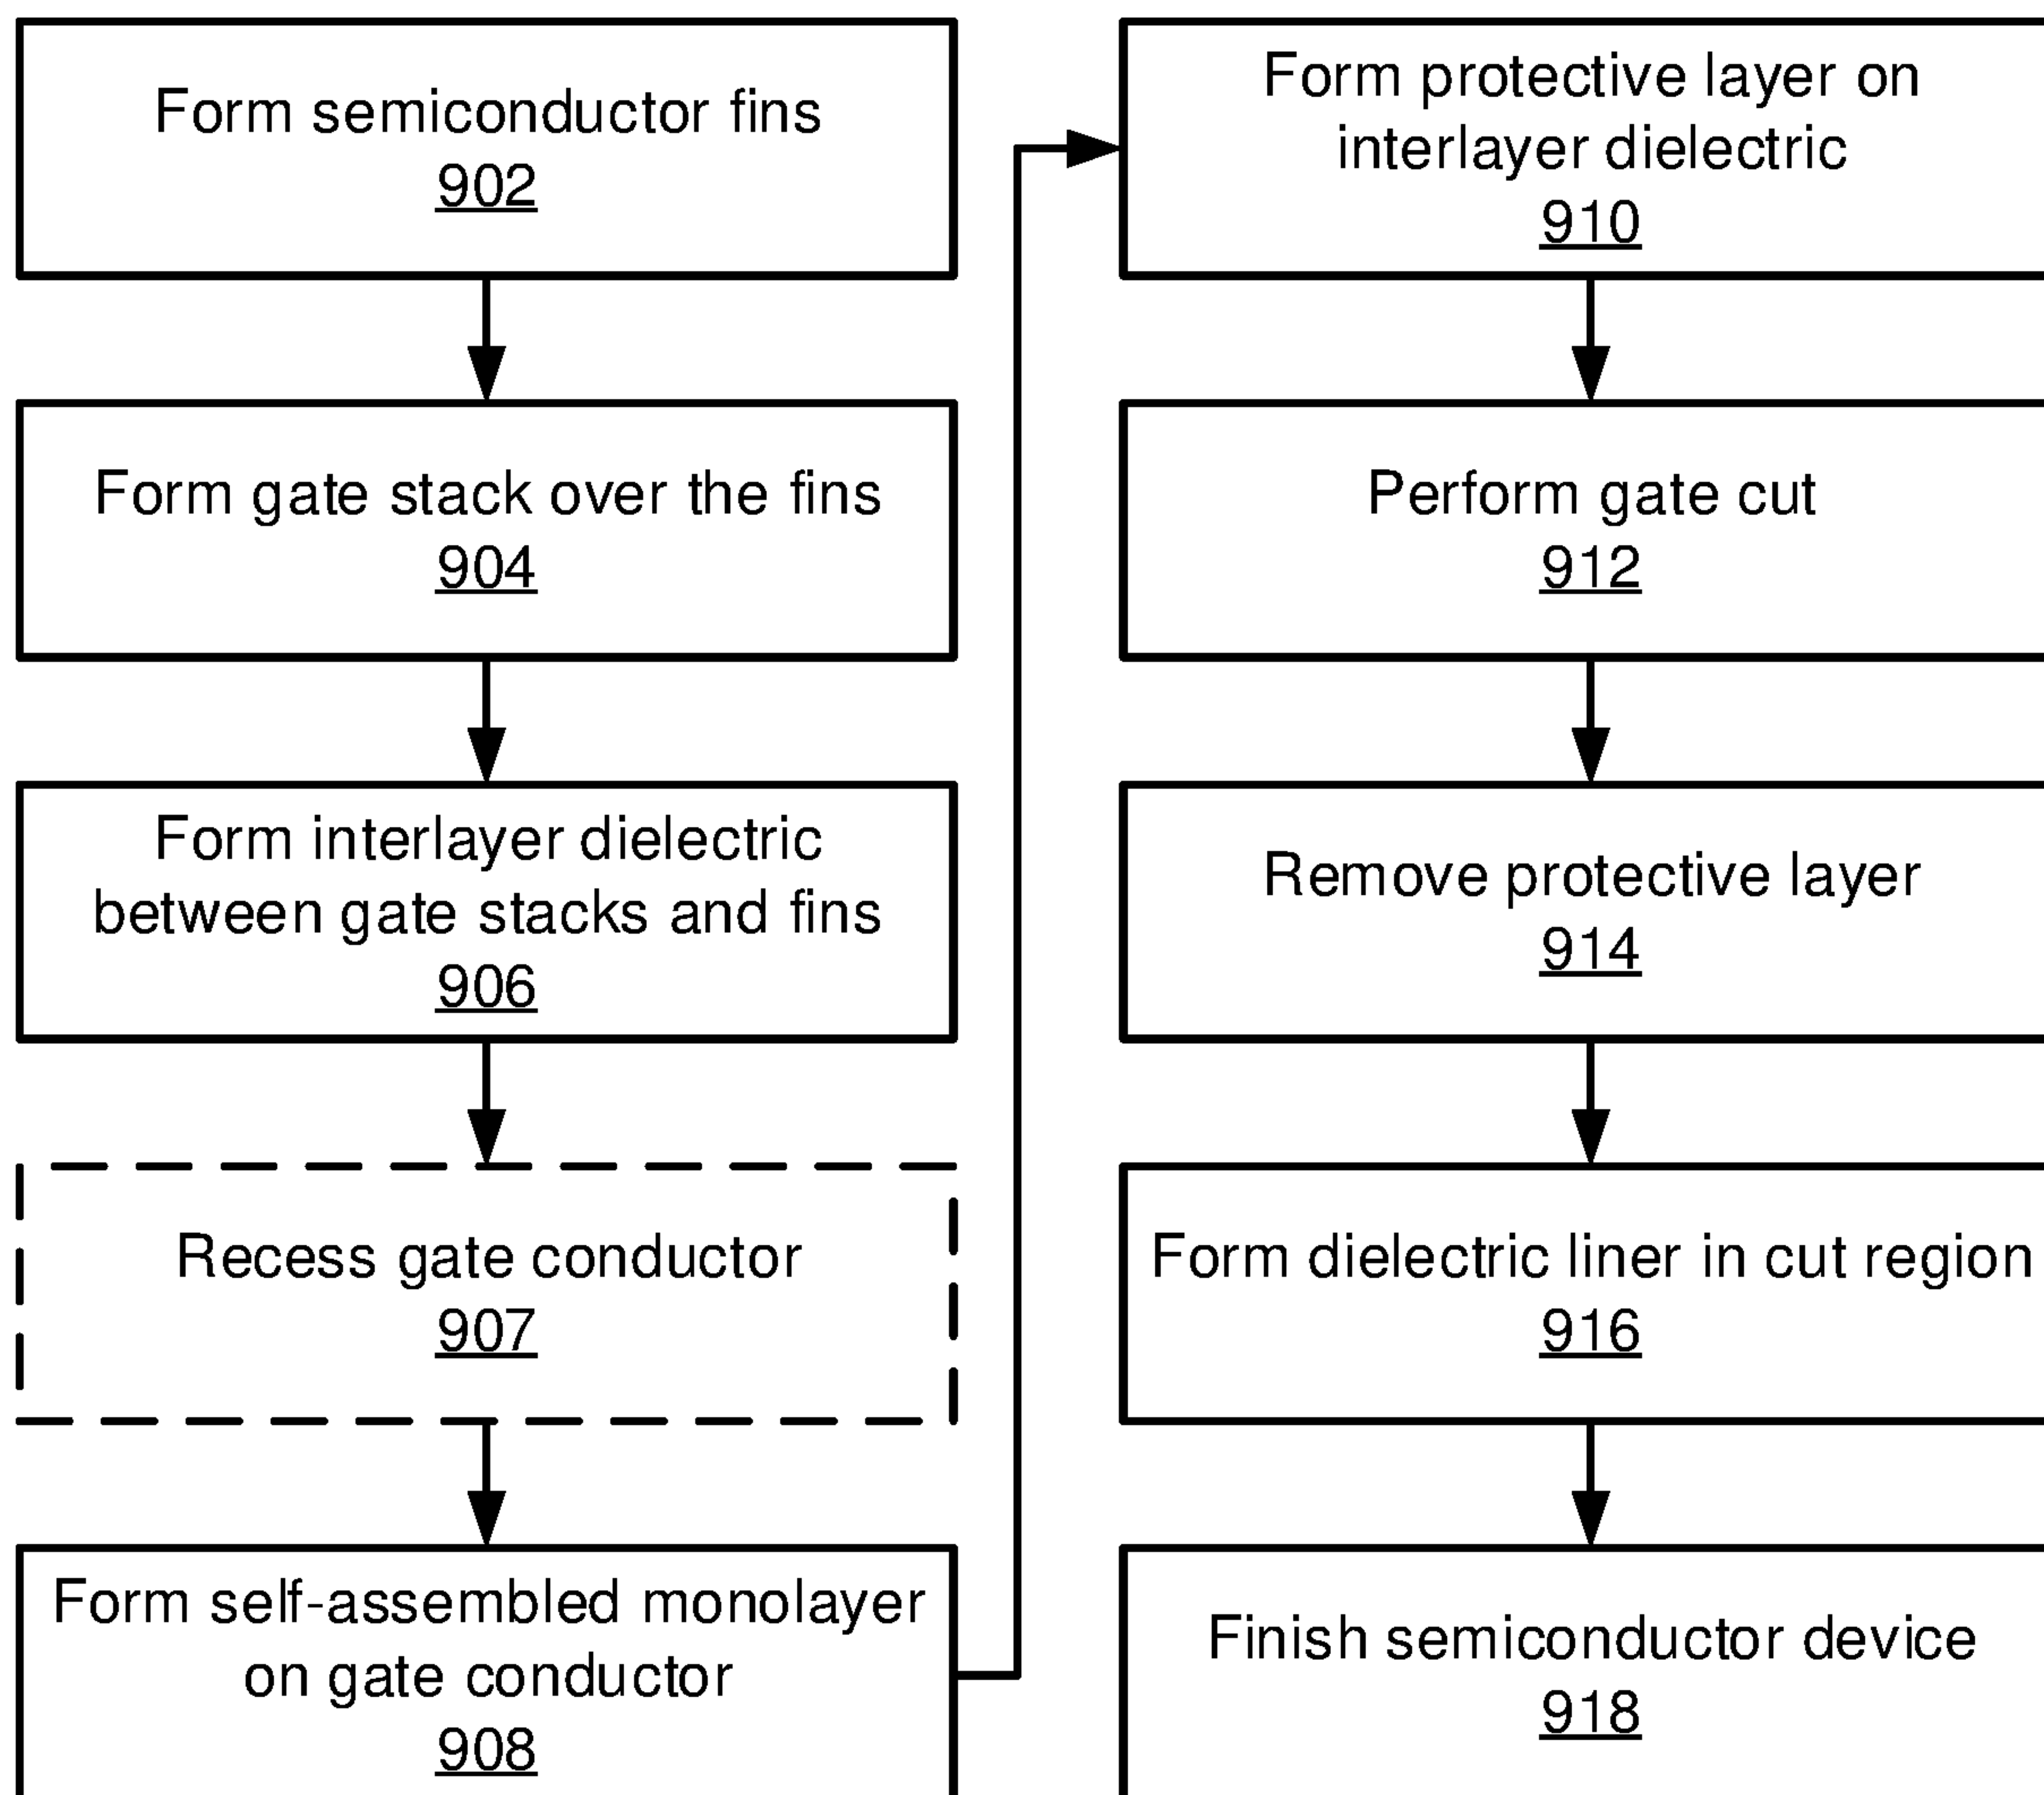 Form semiconductor fins
902
Form gate stack over the fins
904
Form interlayer dielectric
between gate stacks and fins
906
Recess gate conductor
907
Form self-assembled monolayer
on gate conductor
908
Form protective layer on
interlayer dielectric
910
Perform gate cut
912
Remove protective layer
914
Form dielectric liner in cut region
916
Finish semiconductor device
918